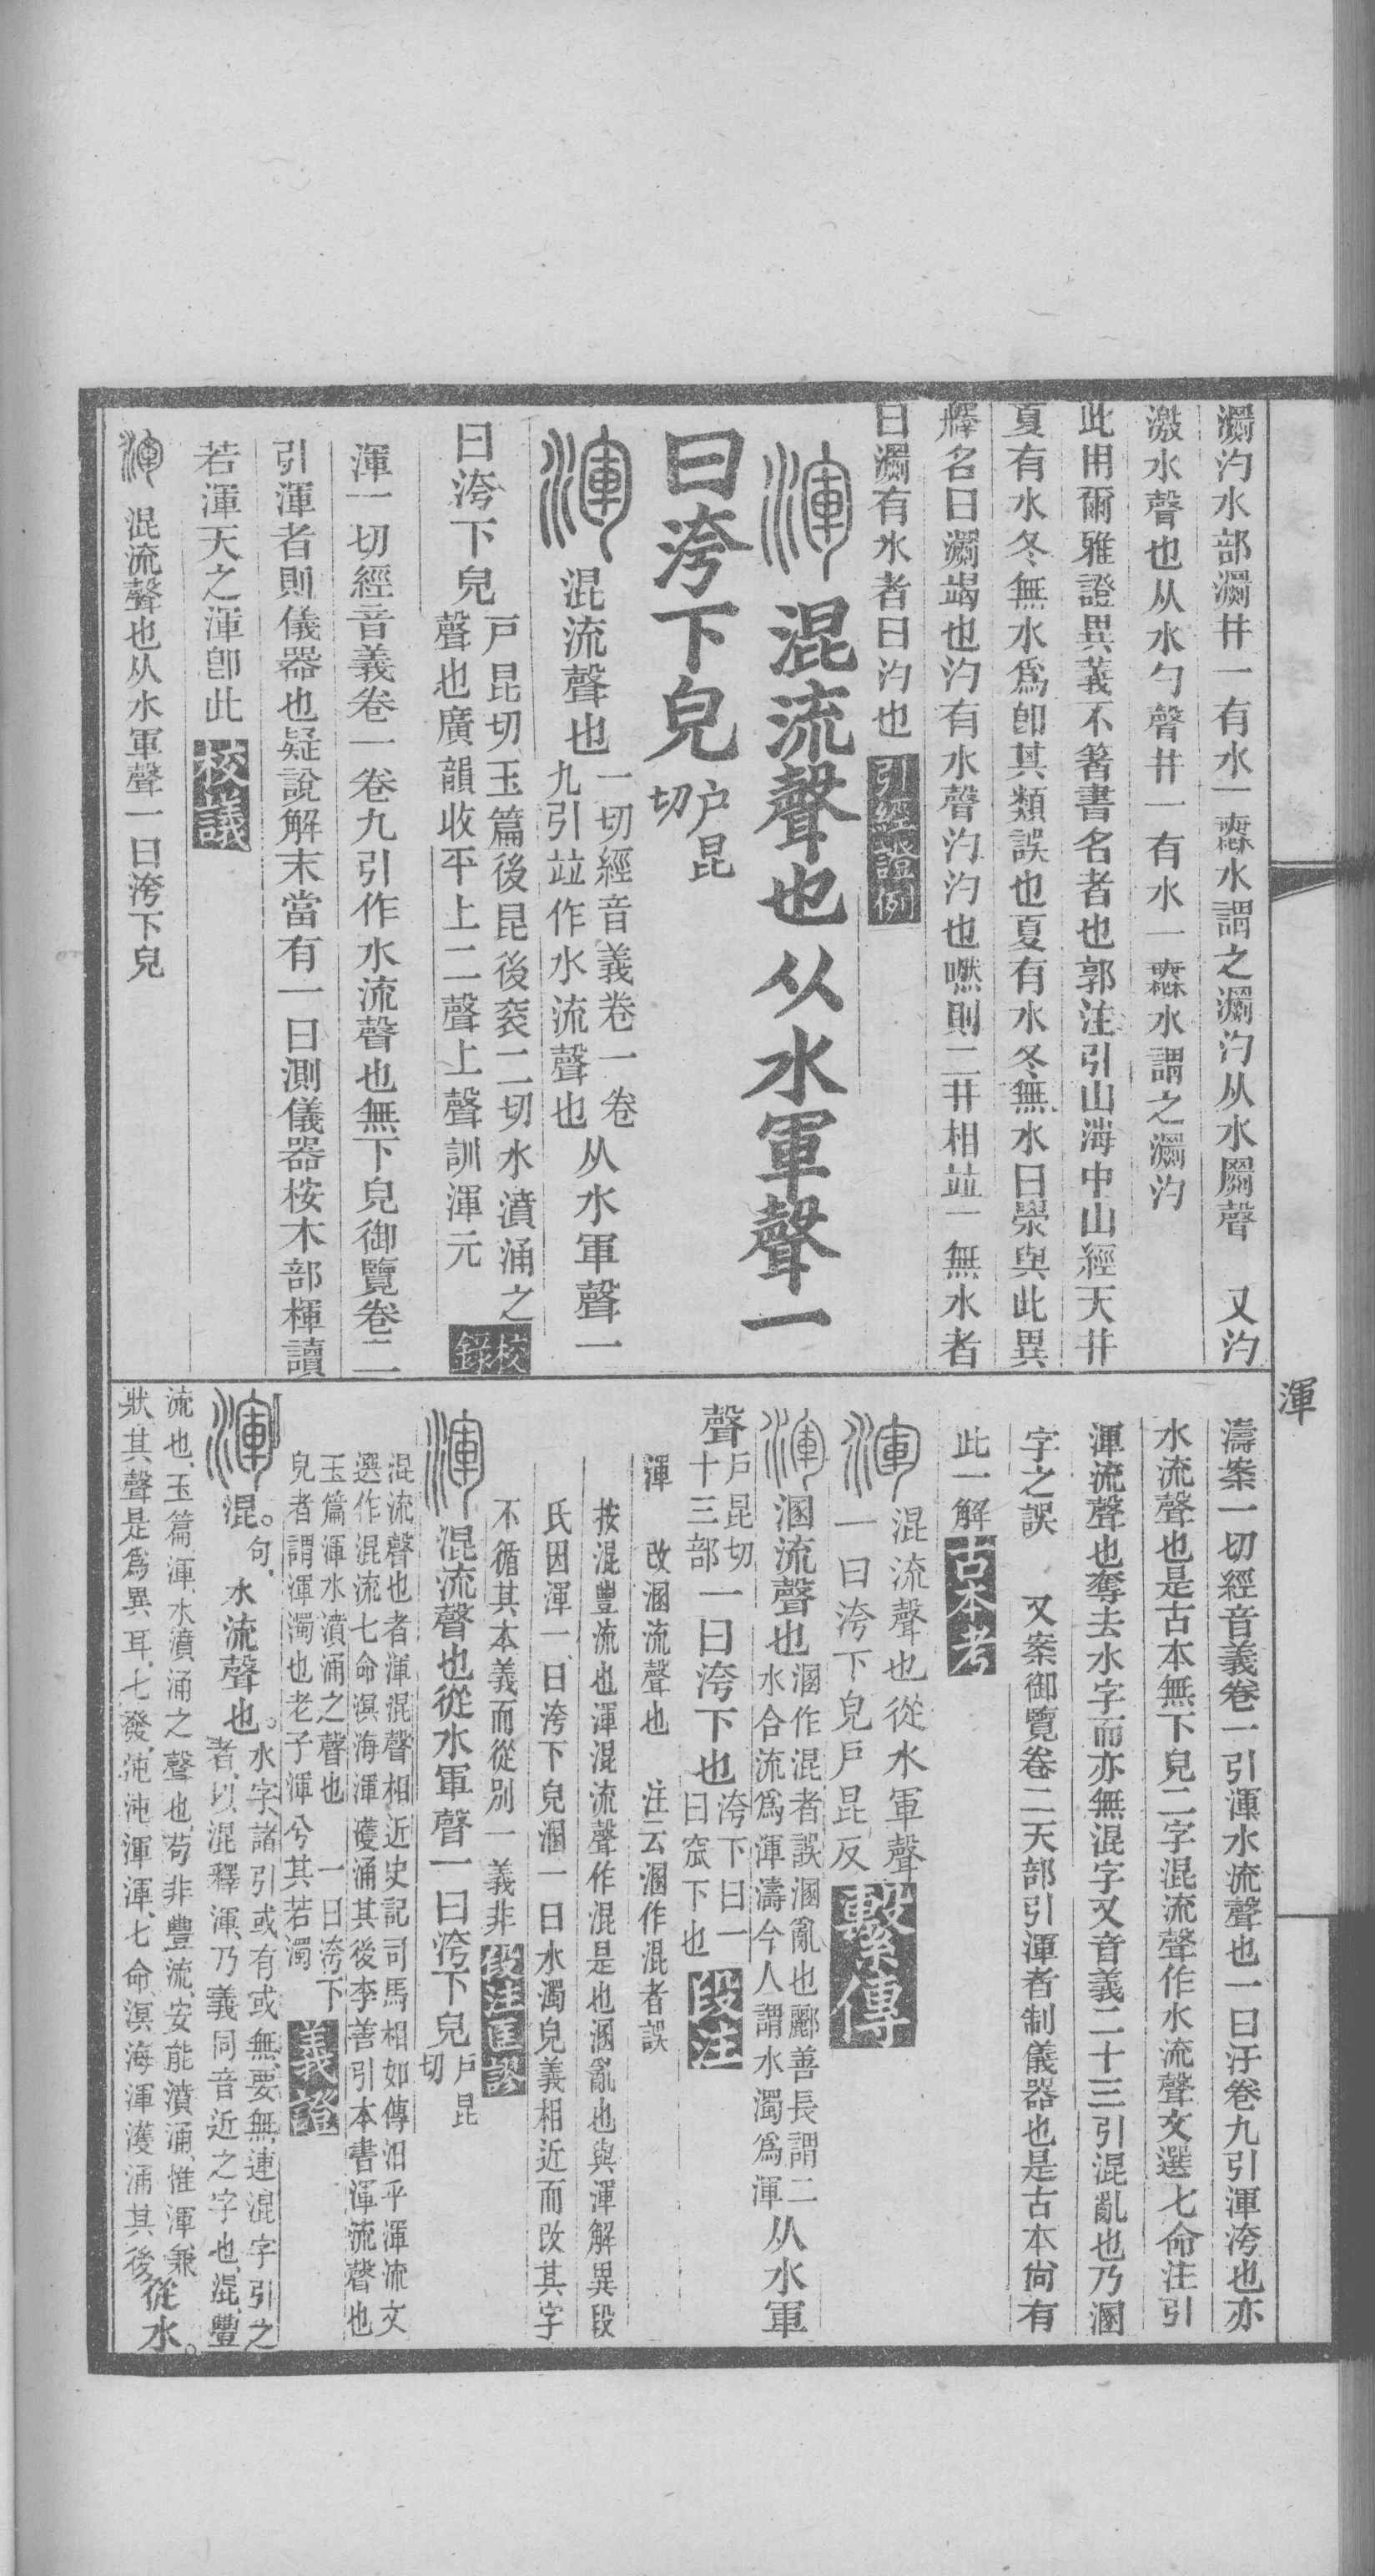 灡汋水部灡井一有水一𣶃水謂之灡汋从水𦋺聲　又汋
激水聲也从水勺聲井一有水一𣶃水謂之灡汋
此用爾雅證異義不箸書名者也郭注引山海中山經天井
夏有水冬無水爲卽其類誤也夏有水冬無水曰澩與此異
釋名曰灡竭也汋有水聲汋汋也嘫則二井相竝一無水者
曰灡有水者曰汋也引經證例
渾混流聲也从水軍聲一
曰洿下皃戶昆切
渾混流聲也一切經音義卷一卷九引竝作水流聲也从水軍聲一
曰洿下皃戶昆切玉篇後昆後袞二切水濆涌之聲也廣韻收平上二聲上聲訓渾元校錄
渾一切經音義卷一卷九引作水流聲也無下皃御覽卷二
引渾者則儀器也疑說解末當有一曰測儀器桉木部楎讀
若渾天之渾卽此校議
渾混流聲也从水軍聲一曰洿下皃
渾
濤案一切經音義卷一引渾水流聲也一曰汙卷九引渾洿也亦
水流聲也是古本無下皃二字混流聲作水流聲文選七命注引
渾流聲也奪去水字而亦無混字又音義二十三引混亂也乃溷
字之誤　又案御覽卷二天部引渾者制儀器也是古本尙有
此一解古本考
渾混流聲也從水軍聲
一曰洿下皃戶昆反繫傳
渾溷流聲也溷作混者誤溷亂也酈善長謂二水合流爲渾濤今人謂水濁爲渾从水軍
聲戶昆切十三部一曰洿下也洿下曰一曰窊下也段注
渾　改溷流聲也　注云溷作混者誤
按混豐流也渾混流聲作混是也溷亂也與渾解異段
氏因渾一曰洿下皃溷一曰水濁皃義相近而改其字
不循其本義而從別一義非段注匡謬
渾混流聲也從水軍聲一曰洿下皃戶昆切
混流聲也者渾混聲相近史記司馬相如傳汨乎渾流文
選作混流七命溟海渾濩涌其後李善引本書渾流聲也
玉篇渾水濆涌之聲也　一曰洿下
皃者謂渾濁也老子渾兮其若濁義證
渾混。句。水流聲也。水字諸引或有或無要無連混字引之
者、以混釋渾、乃義同音近之字也、混、豐
流也、玉篇、渾、水濆涌之聲也、苟非豐流、安能濆涌、惟渾兼
狀其聲是爲異耳、七發、沌沌渾渾、七命、溟海渾濩涌其後從水。